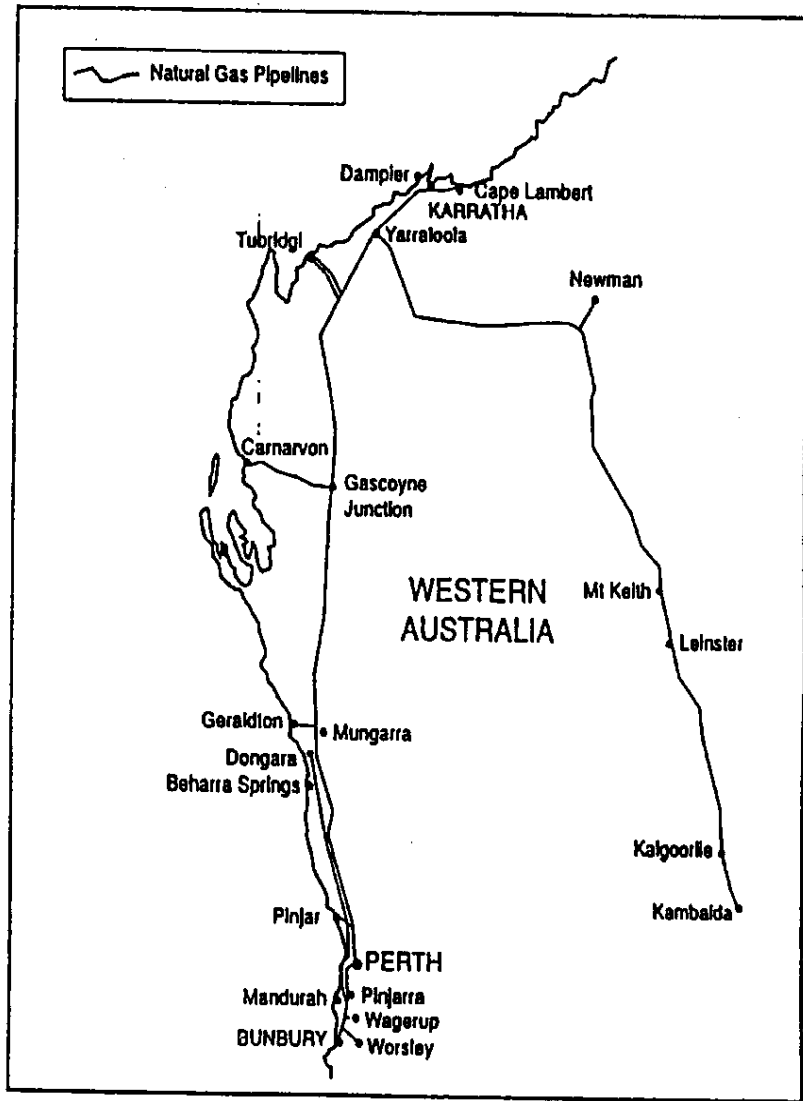 Natural Gas Pipelines
Dampier
Cape Lambert
KARRATHA
Yarraloola
Tubridgi
Newman
Carnarvon
Gascoyne
Junction
WESTERN
AUSTRALIA
Mt Keith
Leinster
Geraldton
Mungarra
Dongara
Beharra Springs
Kalgoorlie
Kambalda
Pinjar
PERTH
Mandurah
Pinjarra
Wagerup
BUNBURY
Worsley